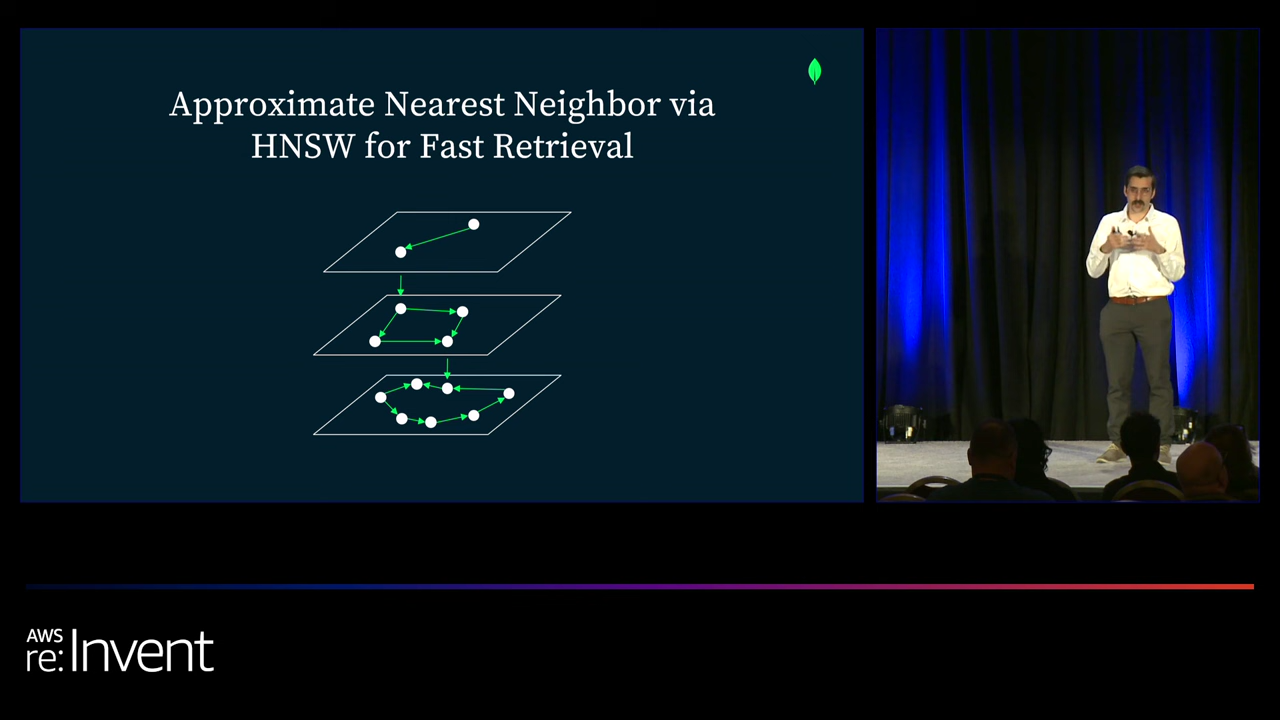 Approximate Nearest Neighbor via
HNSW for Fast Retrieval
AWS
re:Invent